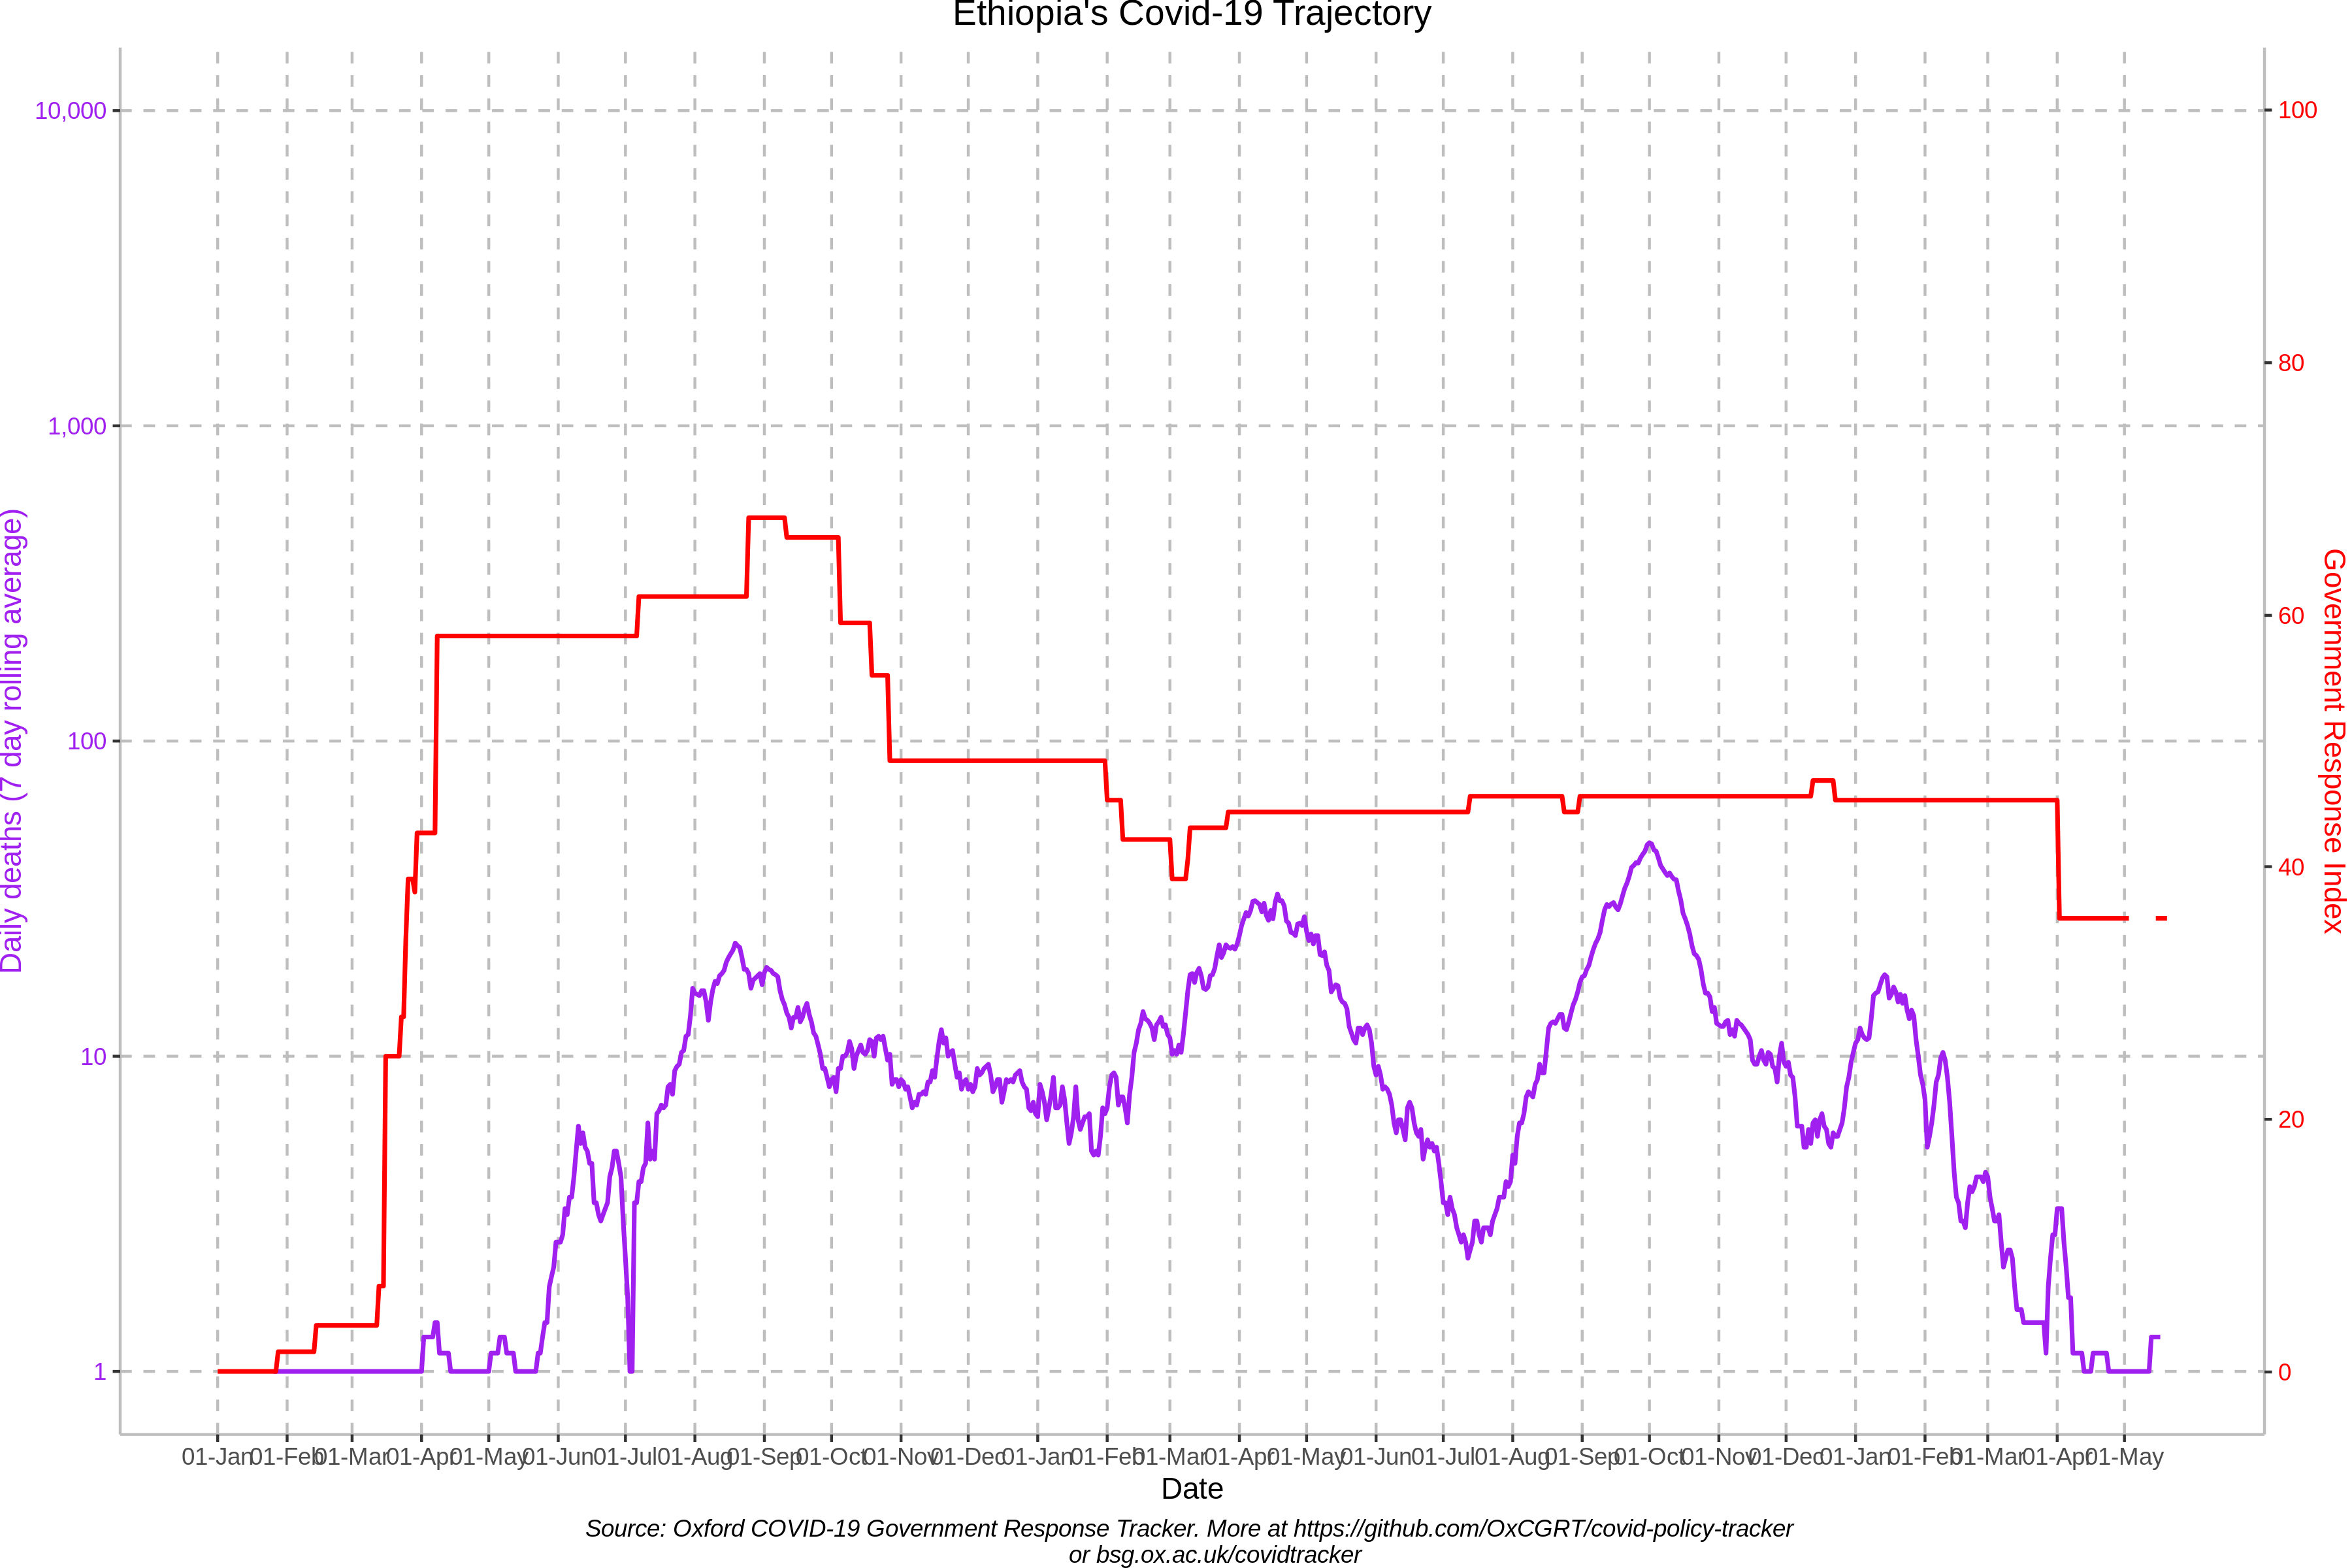 Ethiopia's Covid-19 Trajectory
10,000
1,000
100
10
1
Daily deaths (7 day rolling average)
100
80
60
40
20
0
Government Response Index
01-Jan 01-Feb 01-Mar 01-Apr 01-May 01-Jun 01-Jul 01-Aug 01-Sep 01-Oct 01-Nov 01-Dec 01-Jan 01-Feb 01-Mar 01-Apr 01-May 01-Jun 01-Jul 01-Aug 01-Sep 01-Oct 01-Nov 01-Dec 01-Jan 01-Feb 01-Mar 01-Apr 01-May
Date
Source: Oxford COVID-19 Government Response Tracker. More at https://github.com/OxCGRT/covid-policy-tracker
or bsg.ox.ac.uk/covidtracker